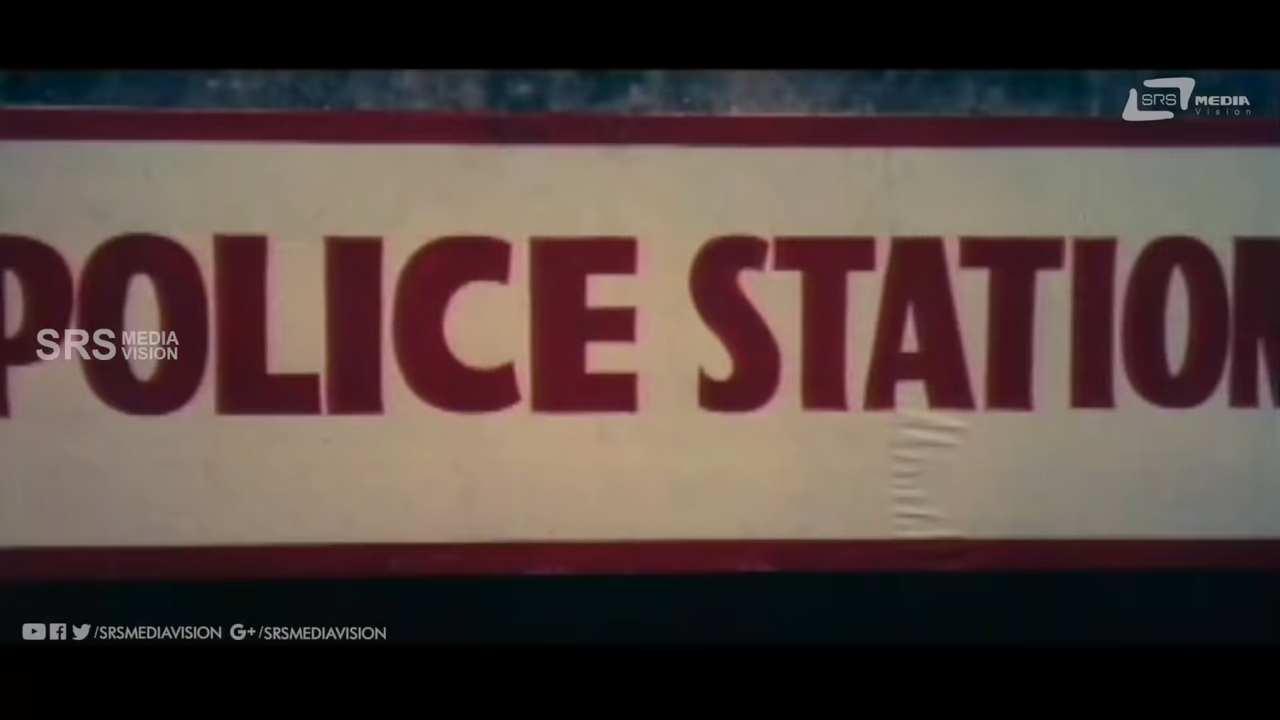 SRS MEDIA
Vision
POLICE STATION
SRS MEDIA
VISION
/SRSMEDIAVISION G+ /SRSMEDIAVISION